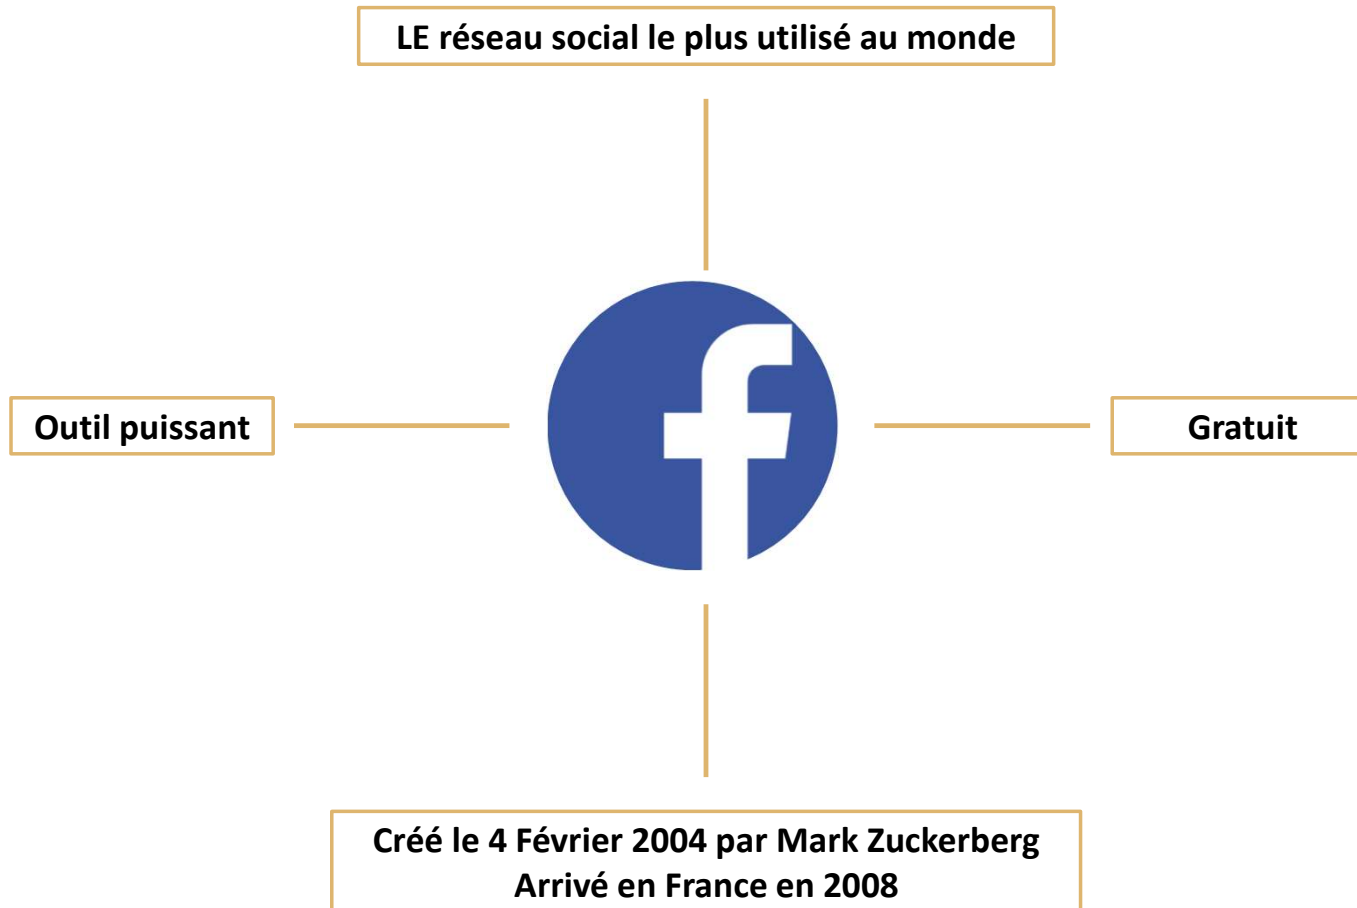 LE réseau social le plus utilisé au monde
Outil puissant
Gratuit
Créé le 4 Février 2004 par Mark Zuckerberg
Arrivé en France en 2008